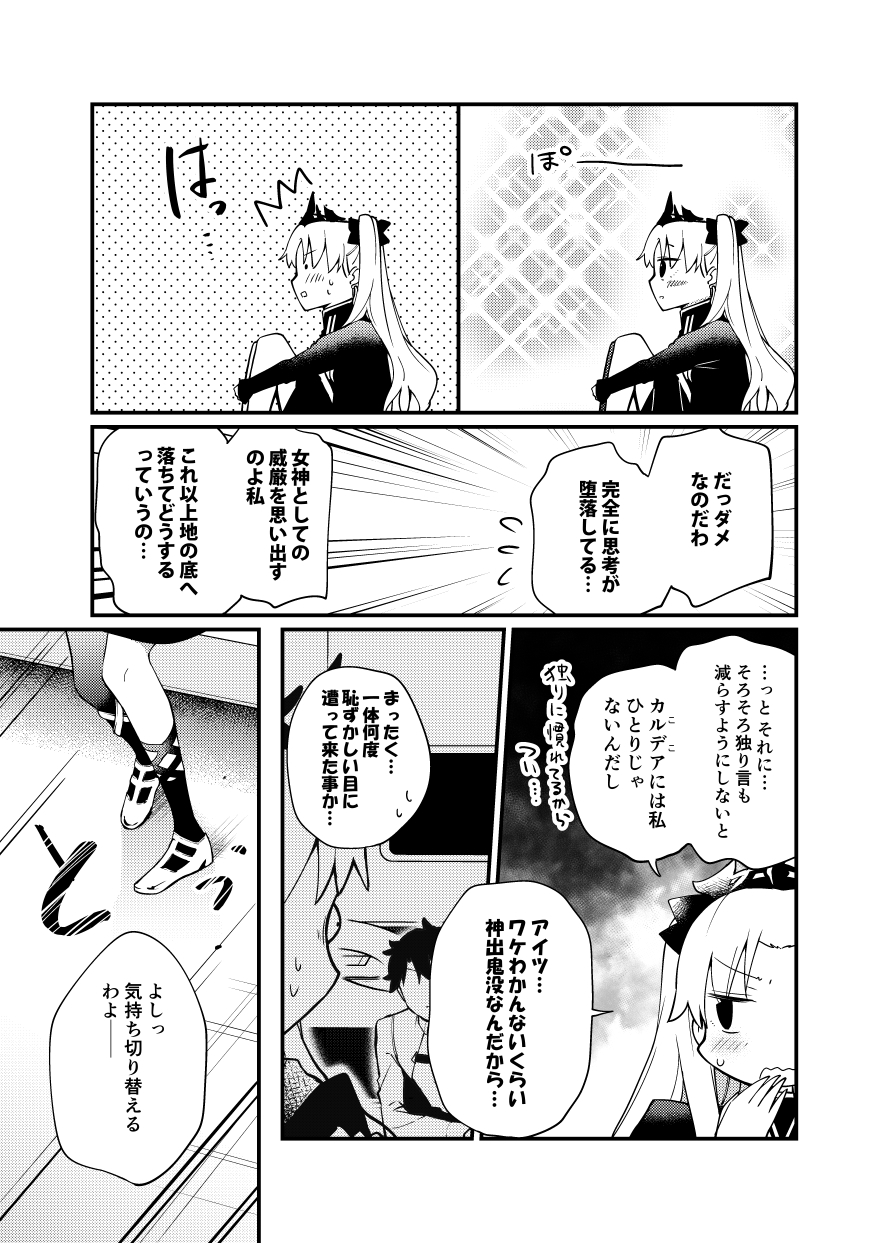 ぽ°───
はっ…
だっダメ
なのだわ
完全に思考が
堕落してる…
女神としての
威厳を思い出す
のよ私
これ以上地の底へ
落ちてどうする
っていうの…
…っと それに…
そろそろ独り言も
減らすようにしないと
カルデアには私
ここ
ひとりじゃ
ないんだし
独りに慣れてるから
つい…
アイツ…
ワケわかんないくらい
神出鬼没なんだから…
まったく…
一体何度
恥ずかしい目に
遭って来た事か…
とっ
よしっ
気持ち切り替える
わよ──